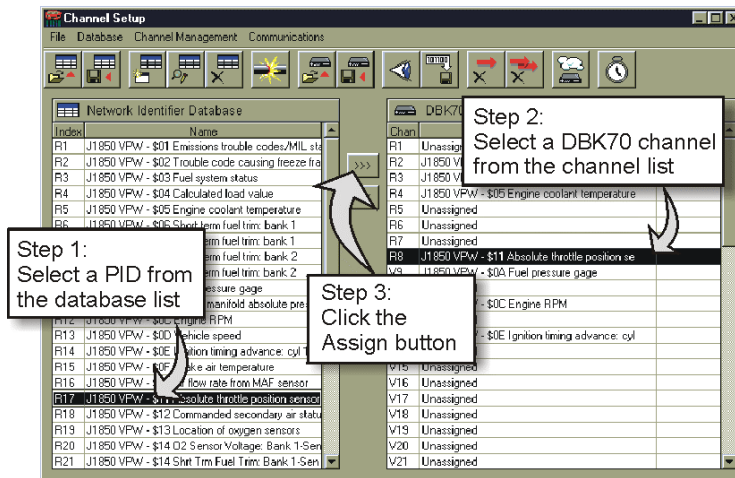 Channel Setup
File Database Channel Management Communications
Network Identifier Database
Index Name
R1 J1850 VPW - $01 Emissions trouble codes/MIL sta
R2 J1850 VPW - $02 Trouble code causing freeze fra
R3 J1850 VPW - $03 Fuel system status
R4 J1850 VPW - $04 Calculated load value
R5 J1850 VPW - $05 Engine coolant temperature
R6 J1850 VPW - $06 Short term fuel trim: bank 1
term fuel trim: bank 1
term fuel trim: bank 2
term fuel trim: bank 2
pressure gage
manifold absolute pre
R12 J1850 VPW - $0C Engine RPM
R13 J1850 VPW - $0D Vehicle speed
R14 J1850 VPW - $0E Ignition timing advance: cyl 1
R15 J1850 VPW - $0F Intake air temperature
R16 J1850 VPW - flow rate from MAF sensor
R17 J1850 VPW - $11 Absolute throttle position sensor
R18 J1850 VPW - $12 Commanded secondary air statu
R19 J1850 VPW - $13 Location of oxygen sensors
R20 J1850 VPW - $14 O2 Sensor Voltage: Bank 1-Sen
R21 J1850 VPW - $14 Shrt Trm Fuel Trim: Bank 1-Sen
>>>
DBK70
Chan
R1 Unassign
R2 J1850 V
R3 J1850 V
R4 J1850 VPW - $05 Engine coolant temperature
R5 Unassigned
R6 Unassigned
R7 Unassigned
R8 J1850 VPW - $11 Absolute throttle position se
V9 J1850 VPW - $0A Fuel pressure gage
- $0C Engine RPM
- $0E Ignition timing advance: cyl
V15 Unassigned
V16 Unassigned
V17 Unassigned
V18 Unassigned
V19 Unassigned
V20 Unassigned
V21 Unassigned
Step 1:
Select a PID from
the database list
Step 2:
Select a DBK70 channel
from the channel list
Step 3:
Click the
Assign button